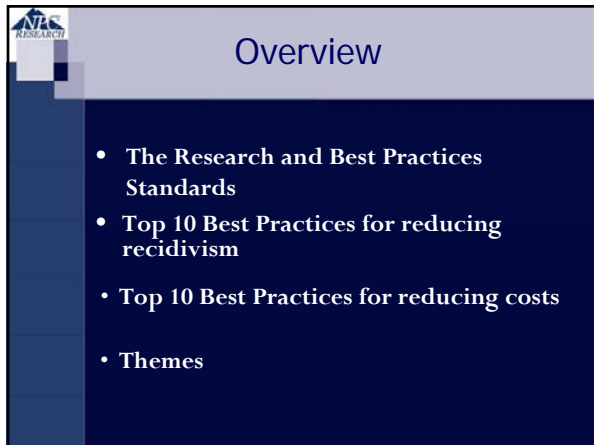 NPC
RESEARCH
Overview
• The Research and Best Practices
Standards
• Top 10 Best Practices for reducing
recidivism
• Top 10 Best Practices for reducing costs
• Themes